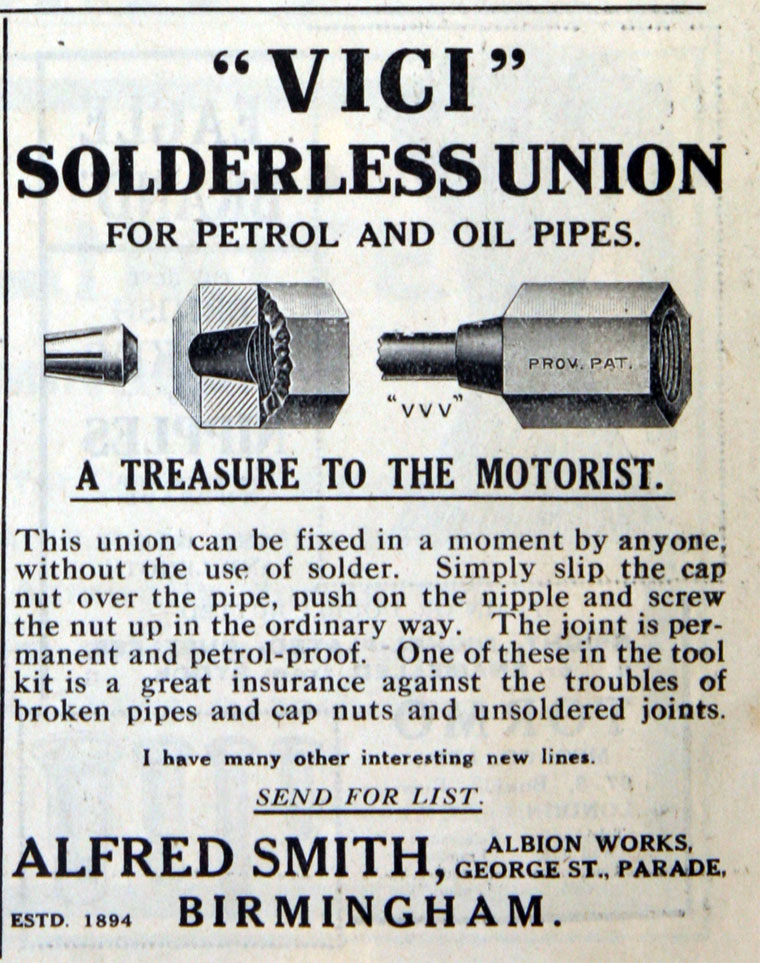 "VICI"
SOLDERLESS UNION
FOR PETROL AND OIL PIPES.
PROV. PAT.
"VVV"
A TREASURE TO THE MOTORIST.
This union can be fixed in a moment by anyone,
without the use of solder. Simply slip the cap
nut over the pipe, push on the nipple and screw
the nut up in the ordinary way. The joint is per-
manent and petrol-proof. One of these in the tool
kit is a great insurance against the troubles of
broken pipes and cap nuts and unsoldered joints.
I have many other interesting new lines.
SEND FOR LIST.
ALFRED SMITH, ALBION WORKS,
GEORGE ST., PARADE,
ESTD. 1894 BIRMINGHAM.